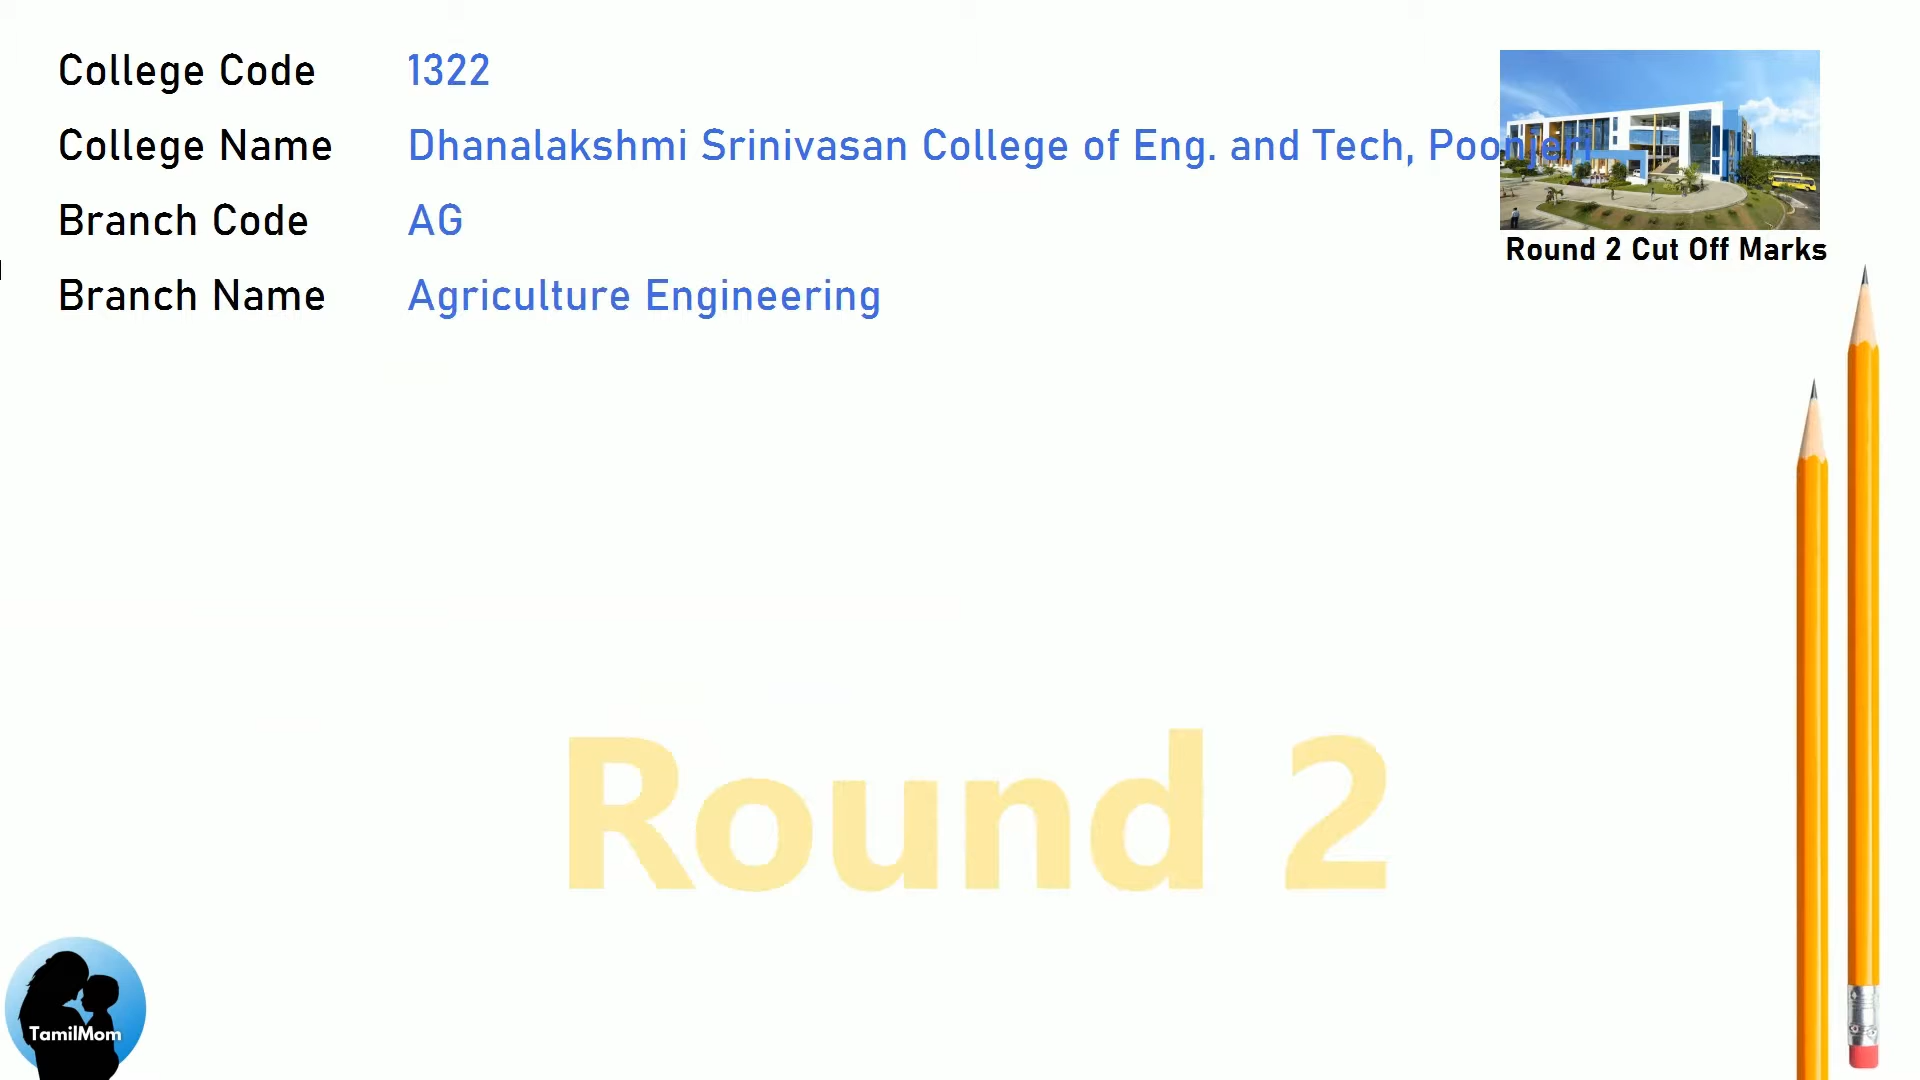 College Code 1322
College Name Dhanalakshmi Srinivasan College of Eng. and Tech, Poonjeri
Branch Code AG
Branch Name Agriculture Engineering
Round 2 Cut Off Marks
Round 2
TamilMom